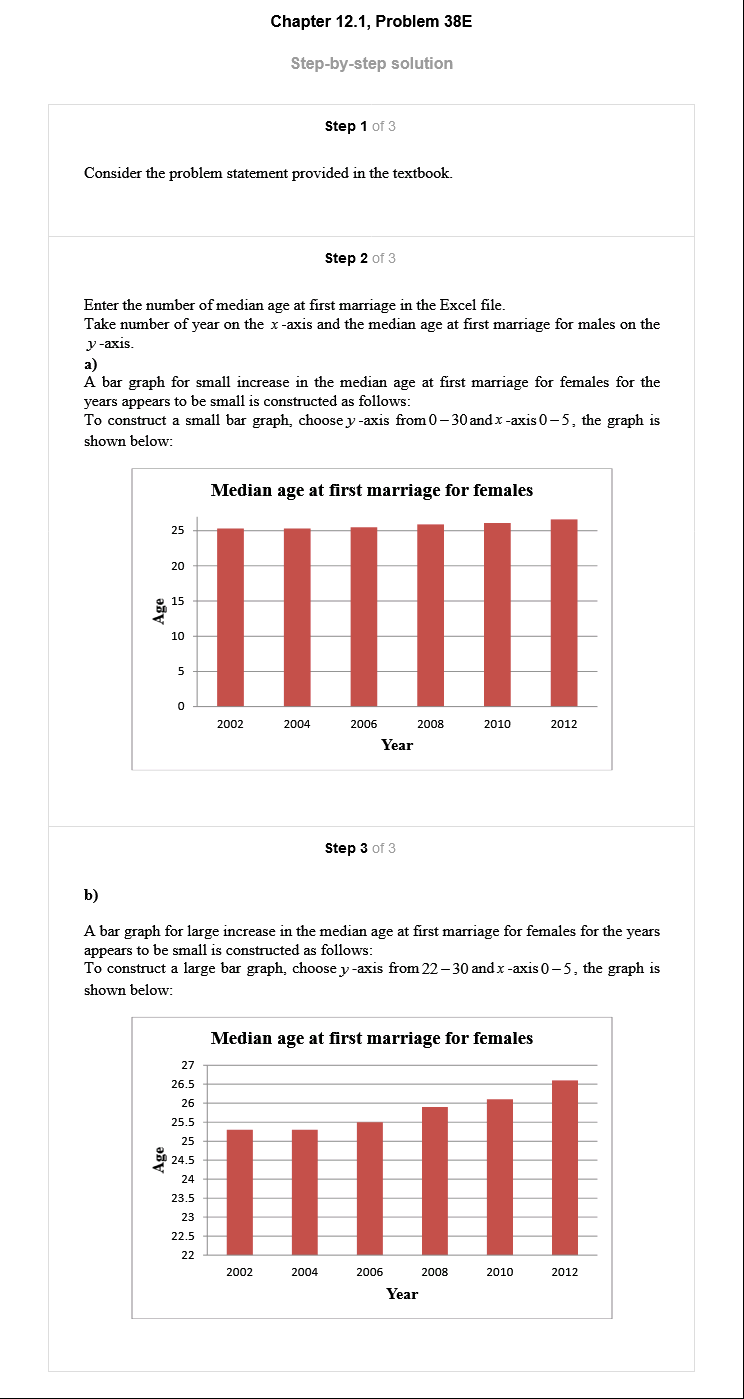 Chapter 12.1, Problem 38E
Step-by-step solution
Step 1 of 3
Consider the problem statement provided in the textbook.
Step 2 of 3
Enter the number of median age at first marriage in the Excel file.
Take number of year on the x-axis and the median age at first marriage for males on the
y-axis.
a)
A bar graph for small increase in the median age at first marriage for females for the
years appears to be small is constructed as follows:
To construct a small bar graph, choose y-axis from 0–30 and x-axis 0–5, the graph is
shown below:
Median age at first marriage for females
25
20
15
10
5
0
Age
2002 2004 2006 2008 2010 2012
Year
Step 3 of 3
b)
A bar graph for large increase in the median age at first marriage for females for the years
appears to be small is constructed as follows:
To construct a large bar graph, choose y-axis from 22–30 and x-axis 0–5, the graph is
shown below:
Median age at first marriage for females
27
26.5
26
25.5
25
24.5
24
23.5
23
22.5
22
Age
2002 2004 2006 2008 2010 2012
Year